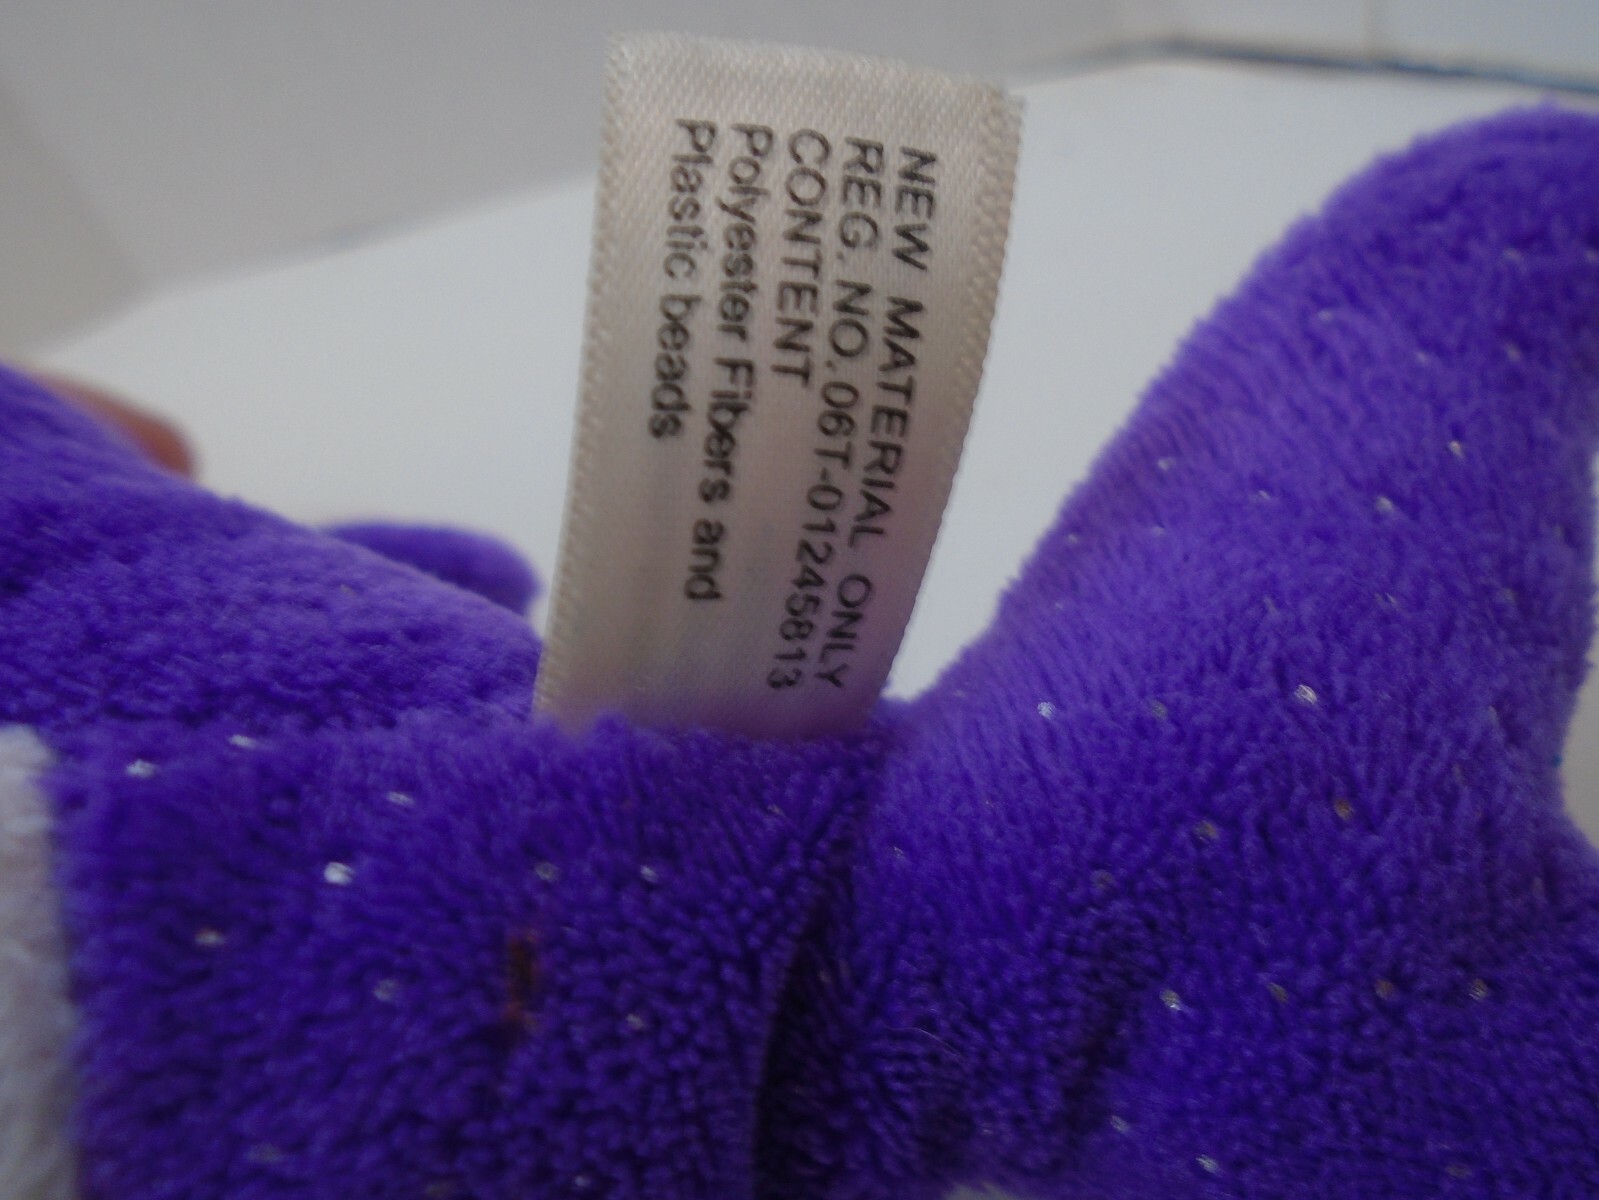 NEW MATERIAL ONLY
REG. NO.06T-01245813
CONTENT
Polyester Fibers and
Plastic beads